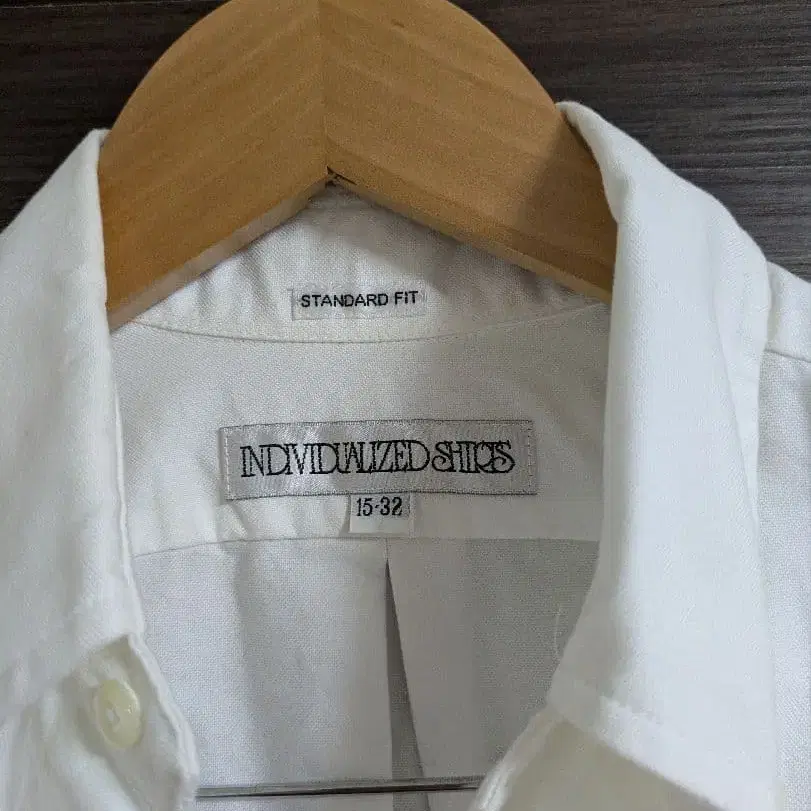 STANDARD FIT
INDIVIDUALIZED SHIRTS
15-32